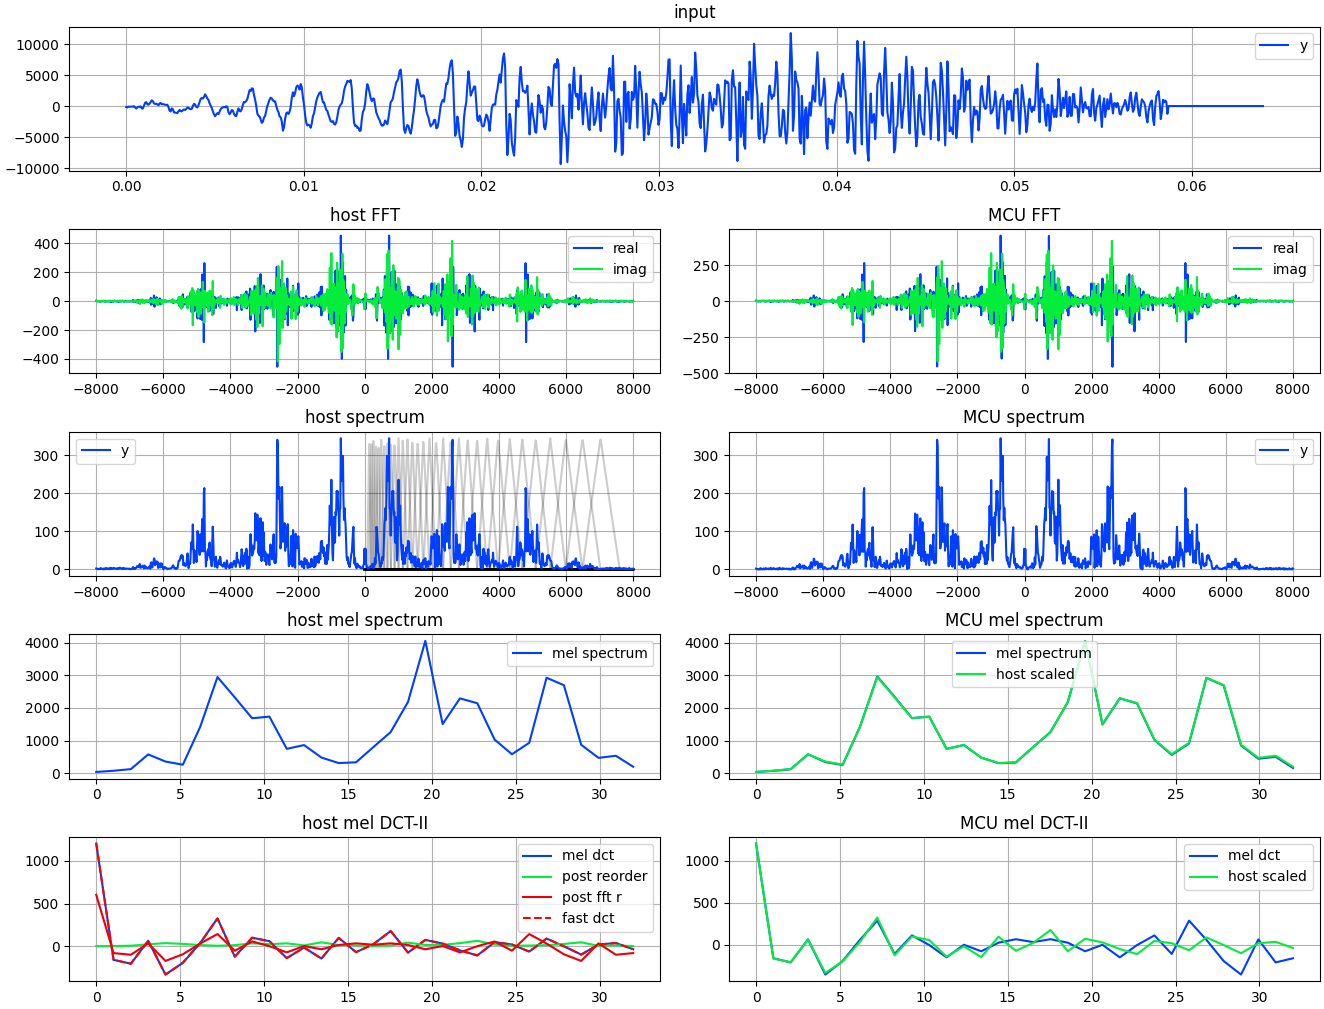 input
10000
5000
0
−5000
−10000
y
0.00 0.01 0.02 0.03 0.04 0.05 0.06
host FFT
400
200
0
−200
−400
real
imag
−8000 −6000 −4000 −2000 0 2000 4000 6000 8000
MCU FFT
250
0
−250
−500
real
imag
−8000 −6000 −4000 −2000 0 2000 4000 6000 8000
host spectrum
300
200
100
0
y
−8000 −6000 −4000 −2000 0 2000 4000 6000 8000
MCU spectrum
300
200
100
0
y
−8000 −6000 −4000 −2000 0 2000 4000 6000 8000
host mel spectrum
4000
3000
2000
1000
0
mel spectrum
0 5 10 15 20 25 30
MCU mel spectrum
4000
3000
2000
1000
0
mel spectrum
host scaled
0 5 10 15 20 25 30
host mel DCT-II
1000
500
0
mel dct
post reorder
post fft r
fast dct
0 5 10 15 20 25 30
MCU mel DCT-II
1000
500
0
mel dct
host scaled
0 5 10 15 20 25 30